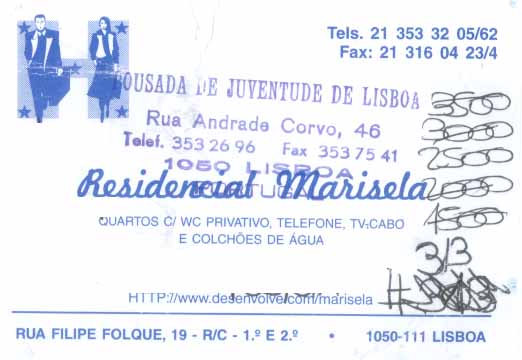 Tels. 21 353 32 05/62
Fax: 21 316 04 23/4
POUSADA DE JUVENTUDE DE LISBOA
Rua Andrade Corvo, 46
Telef. 353 26 96 Fax 353 75 41
1050 LISBOA
PORTUGAL
Residencial Marisela
QUARTOS C/ WC PRIVATIVO, TELEFONE, TV-CABO
E COLCHÕES DE ÁGUA
3500
3000
2500
2000
4500
3/3
HTTP://www.desenvolve.com/marisela
RUA FILIPE FOLQUE, 19 - R/C - 1.º E 2.º • 1050-111 LISBOA